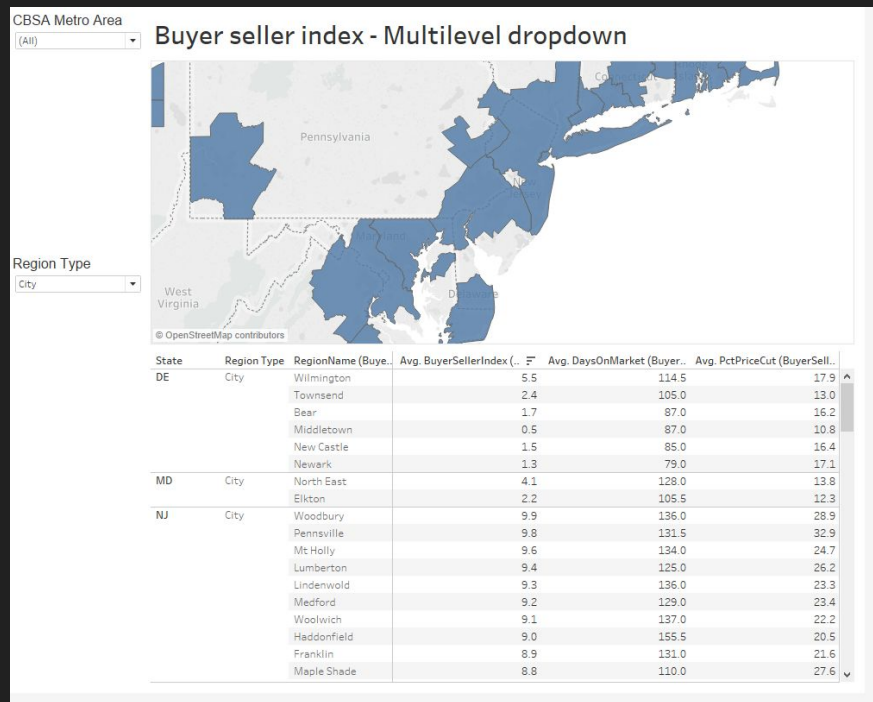 CBSA Metro Area
(All)
Buyer seller index - Multilevel dropdown
Pennsylvania
Maryland
West
Virginia
Delaware
© OpenStreetMap contributors
Region Type
City
State Region Type RegionName (Buye.. Avg. BuyerSellerIndex (.. Avg. DaysOnMarket (Buyer.. Avg. PctPriceCut (BuyerSell..
DE City Wilmington 5.5 114.5 17.9
Townsend 2.4 105.0 13.0
Bear 1.7 87.0 16.2
Middletown 0.5 87.0 10.8
New Castle 1.5 85.0 16.4
Newark 1.3 79.0 17.1
MD City North East 4.1 128.0 13.8
Elkton 2.2 105.5 12.3
NJ City Woodbury 9.9 136.0 28.9
Pennsville 9.8 131.5 32.9
Mt Holly 9.6 134.0 24.7
Lumberton 9.4 125.0 26.2
Lindenwold 9.3 136.0 23.3
Medford 9.2 129.0 23.4
Woolwich 9.1 137.0 22.2
Haddonfield 9.0 155.5 20.5
Franklin 8.9 131.0 21.6
Maple Shade 8.8 110.0 27.6